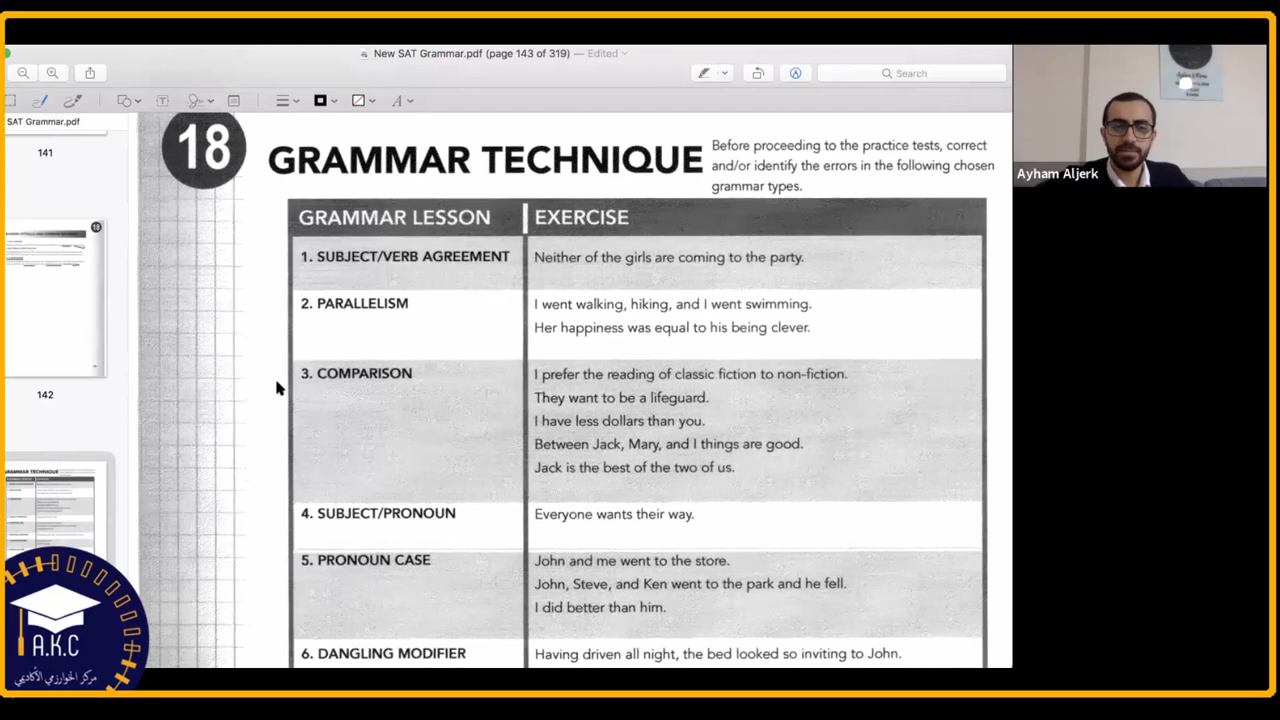 New SAT Grammar.pdf (page 143 of 319) — Edited
Search
SAT Grammar.pdf
141
142
18
GRAMMAR TECHNIQUE
Before proceeding to the practice tests, correct
and/or identify the errors in the following chosen
grammar types.
GRAMMAR LESSON
EXERCISE
1. SUBJECT/VERB AGREEMENT
Neither of the girls are coming to the party.
2. PARALLELISM
I went walking, hiking, and I went swimming.
Her happiness was equal to his being clever.
3. COMPARISON
I prefer the reading of classic fiction to non-fiction.
They want to be a lifeguard.
I have less dollars than you.
Between Jack, Mary, and I things are good.
Jack is the best of the two of us.
4. SUBJECT/PRONOUN
Everyone wants their way.
5. PRONOUN CASE
John and me went to the store.
John, Steve, and Ken went to the park and he fell.
I did better than him.
6. DANGLING MODIFIER
Having driven all night, the bed looked so inviting to John.
Ayham Aljerk
GRAMMAR TECHNIQUE
A.K.C
مركز الخوارزمي الأكاديمي